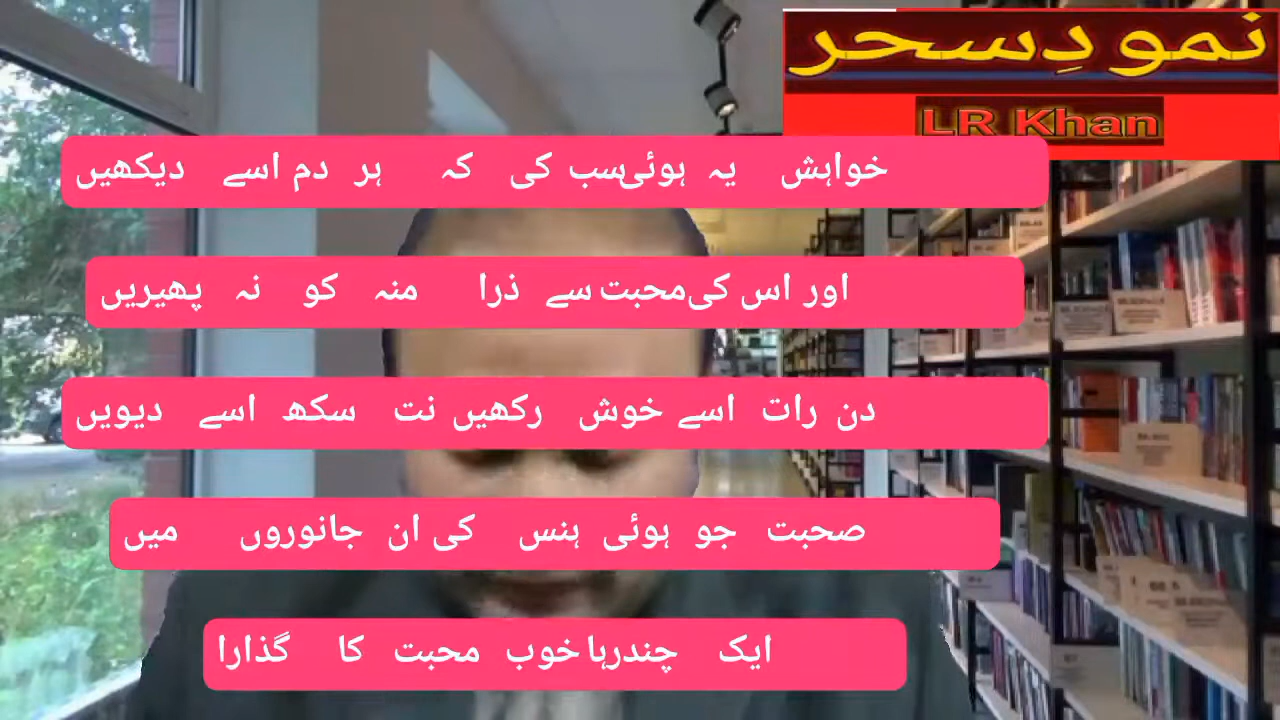 نمودِسحر
LR Khan
خواہش یہ ہوئی سب کی کہ ہر دم اسے دیکھیں
اور اس کی محبت سے ذرا منہ کو نہ پھیریں
دن رات اسے خوش رکھیں نت سکھ اسے دیویں
صحبت جو ہوئی ہنس کی ان جانوروں میں
ایک چندرہا خوب محبت کا گذارا